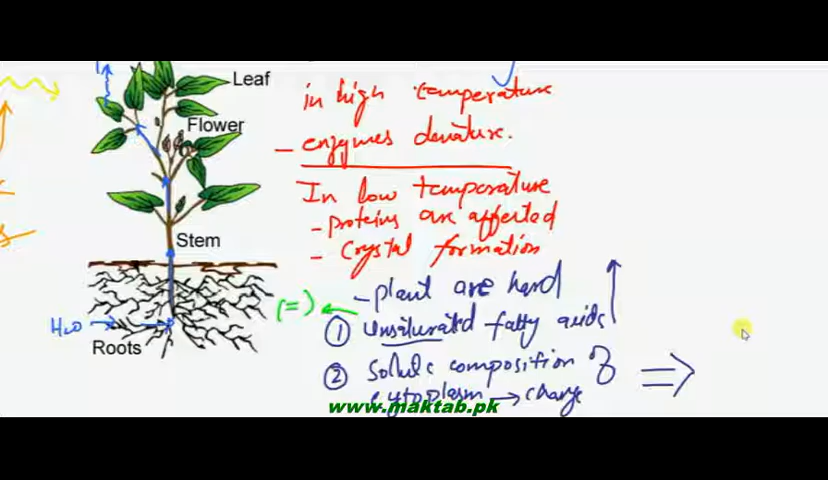 in high temperature
Leaf
Flower
- enzymes denature.
In low temperature
- proteins are affected
Stem
- Crystal formation
- plant are hard
(=)
H2O
① Unsaturated fatty acids
Roots
② Solute composition of
cytoplasm → change
www.maktab.pk